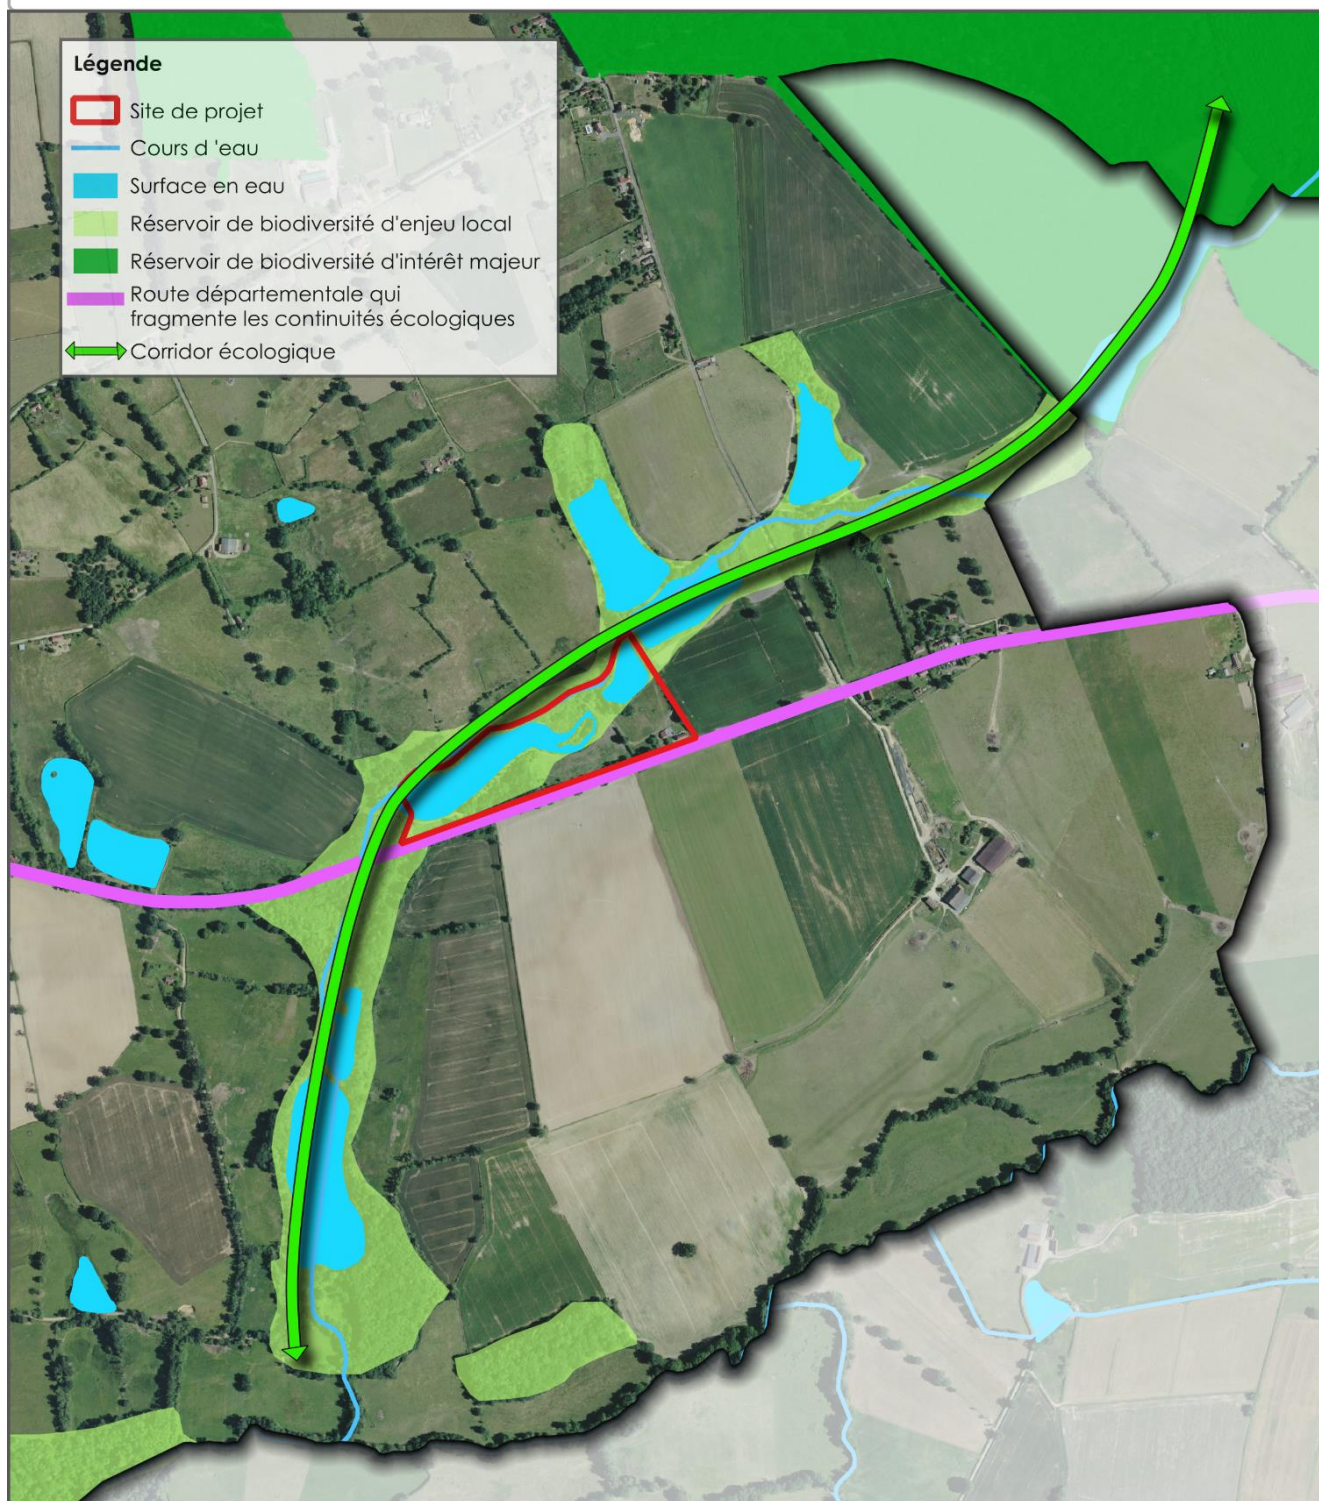 Légende
Site de projet
Cours d 'eau
Surface en eau
Réservoir de biodiversité d'enjeu local
Réservoir de biodiversité d'intérêt majeur
Route départementale qui
fragmente les continuités écologiques
Corridor écologique